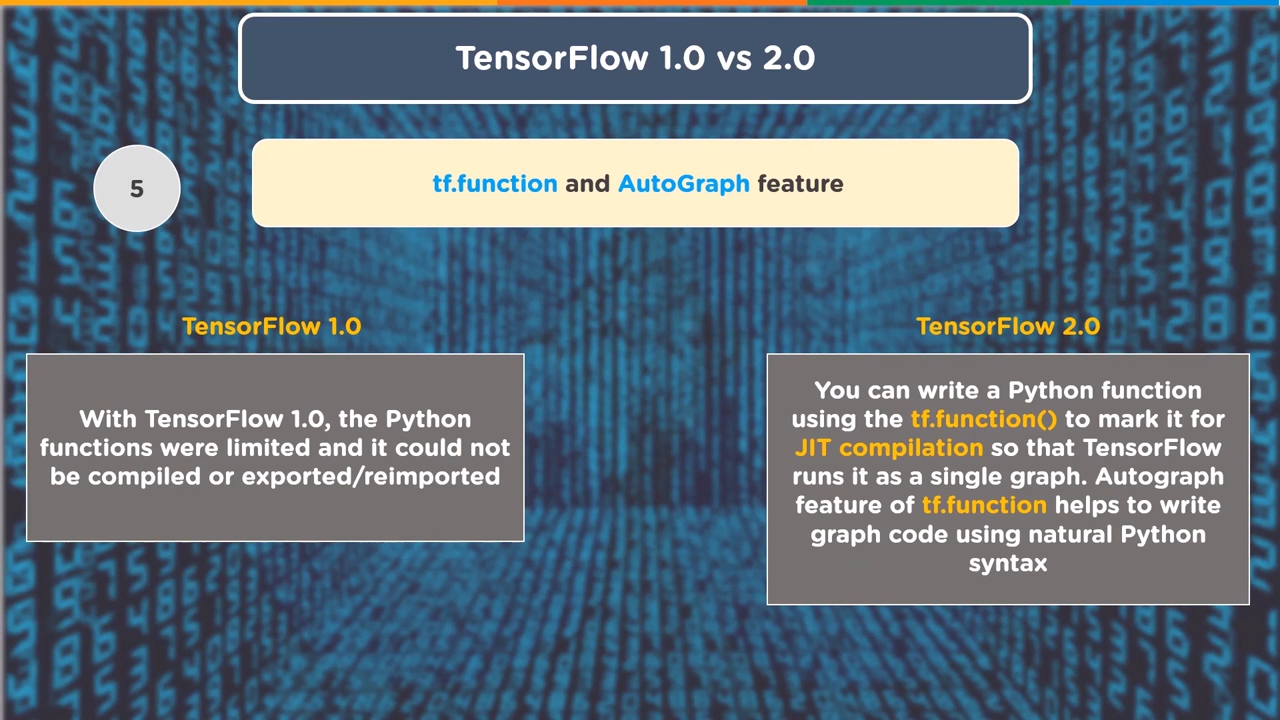 TensorFlow 1.0 vs 2.0
5
tf.function and AutoGraph feature
TensorFlow 1.0
With TensorFlow 1.0, the Python
functions were limited and it could not
be compiled or exported/reimported
TensorFlow 2.0
You can write a Python function
using the tf.function() to mark it for
JIT compilation so that TensorFlow
runs it as a single graph. Autograph
feature of tf.function helps to write
graph code using natural Python
syntax